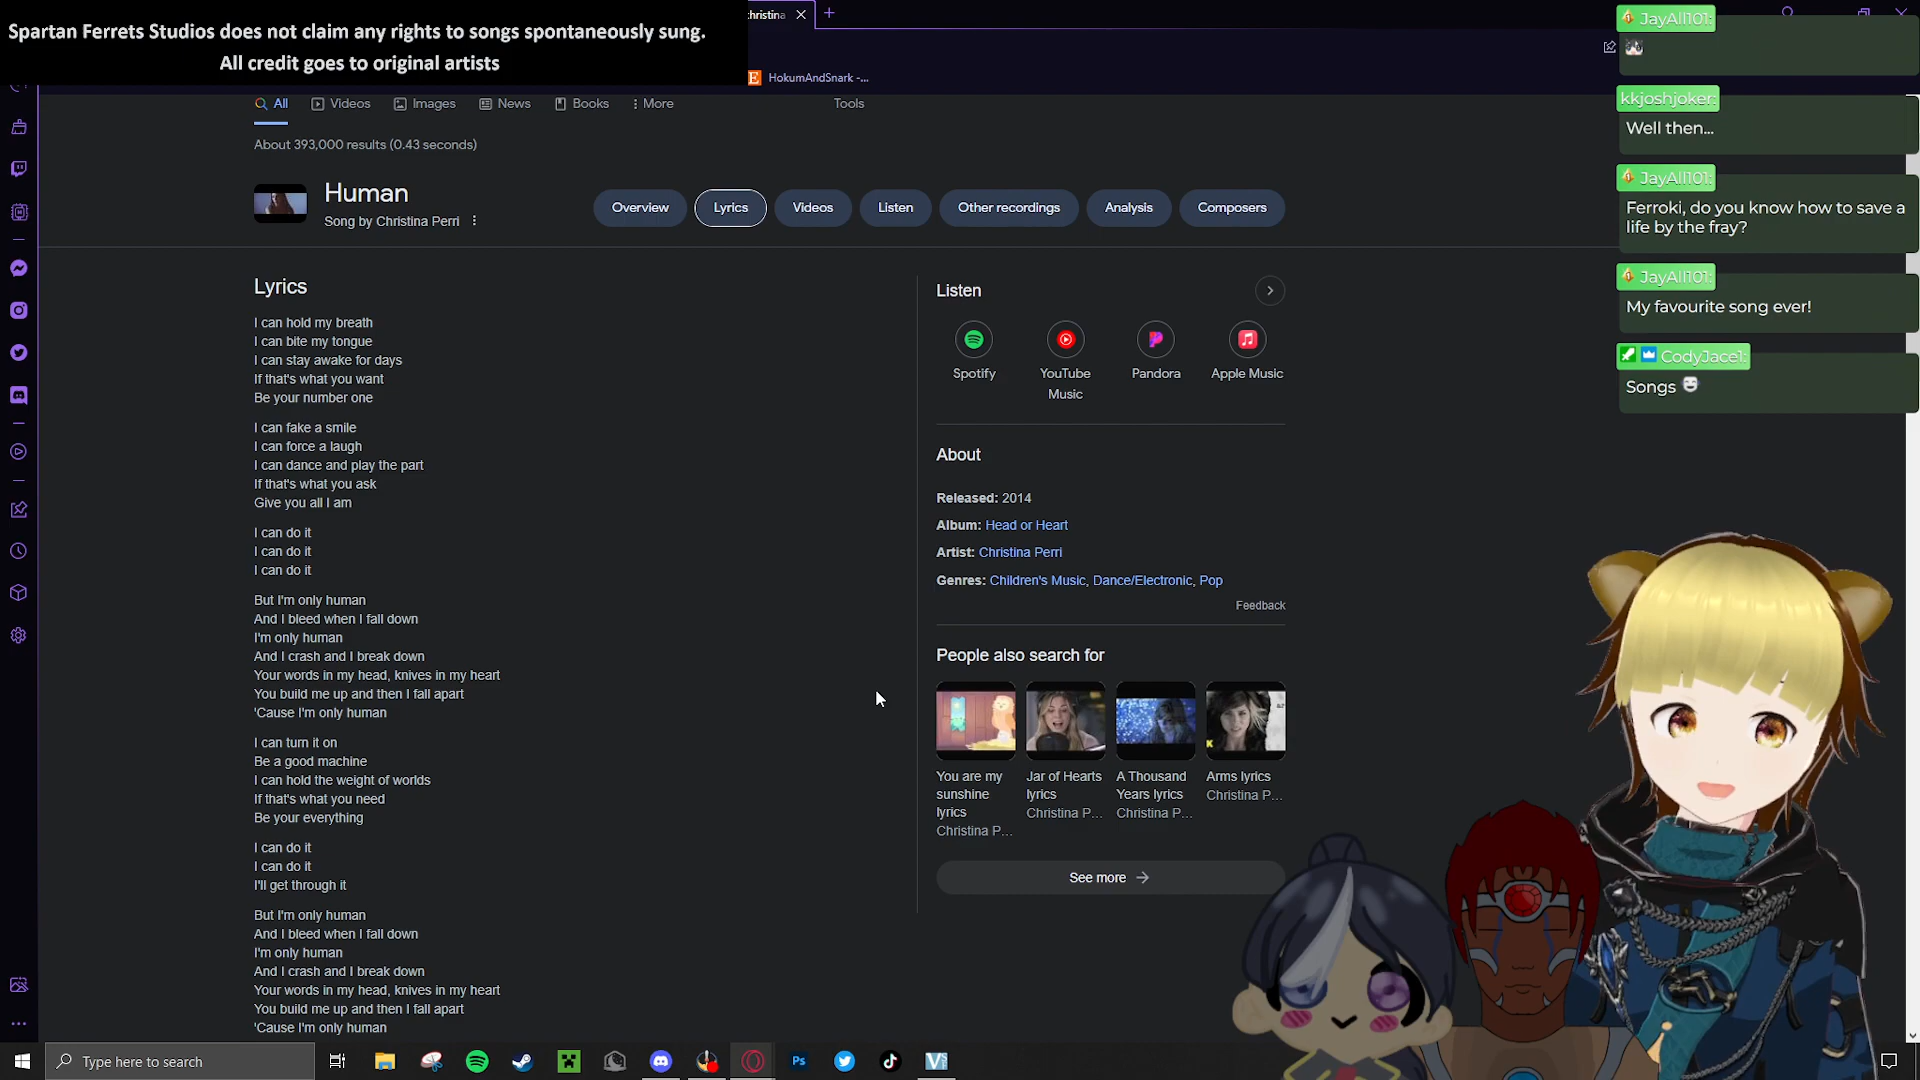 Spartan Ferrets Studios does not claim any rights to songs spontaneously sung.
All credit goes to original artists
christina
HokumAndSnark -...
All
Videos
Images
News
Books
More
Tools
About 393,000 results (0.43 seconds)
Human
Song by Christina Perri
Overview
Lyrics
Videos
Listen
Other recordings
Analysis
Composers
Lyrics
I can hold my breath
I can bite my tongue
I can stay awake for days
If that's what you want
Be your number one
I can fake a smile
I can force a laugh
I can dance and play the part
If that's what you ask
Give you all I am
I can do it
I can do it
I can do it
But I'm only human
And I bleed when I fall down
I'm only human
And I crash and I break down
Your words in my head, knives in my heart
You build me up and then I fall apart
'Cause I'm only human
I can turn it on
Be a good machine
I can hold the weight of worlds
If that's what you need
Be your everything
I can do it
I can do it
I'll get through it
But I'm only human
And I bleed when I fall down
I'm only human
And I crash and I break down
Your words in my head, knives in my heart
You build me up and then I fall apart
'Cause I'm only human
Listen
Spotify
YouTube
Music
Pandora
Apple Music
About
Released: 2014
Album: Head or Heart
Artist: Christina Perri
Genres: Children's Music, Dance/Electronic, Pop
Feedback
People also search for
You are my
sunshine
lyrics
Christina P...
Jar of Hearts
lyrics
Christina P...
A Thousand
Years lyrics
Christina P...
Arms lyrics
Christina P...
See more
JayAll101:
kkjoshjoker:
Well then...
JayAll101:
Ferroki, do you know how to save a
life by the fray?
JayAll101:
My favourite song ever!
CodyJace1:
Songs
Type here to search
Ps